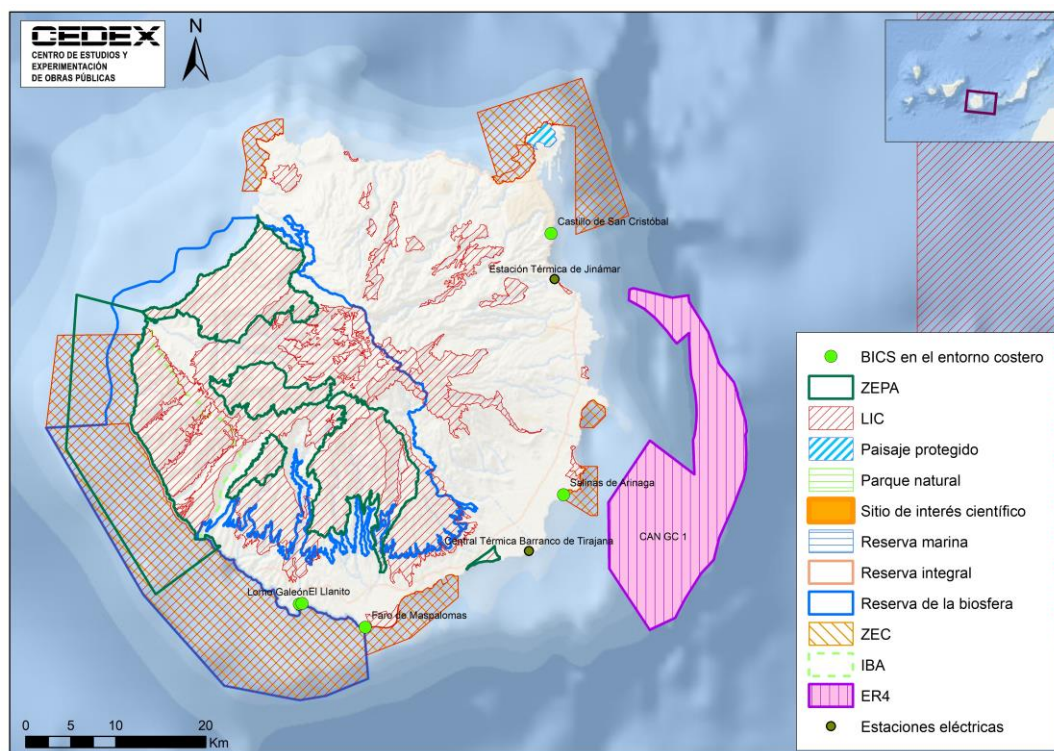 CEDEX
CENTRO DE ESTUDIOS Y
EXPERIMENTACIÓN
DE OBRAS PÚBLICAS
N
Castillo de San Cristóbal
Estación Térmica de Jinámar
Salinas de Arinaga
CAN GC 1
Central Térmica Barranco de Tirajana
Lomo Galeón
El Llanito
Faro de Maspalomas
BICS en el entorno costero
ZEPA
LIC
Paisaje protegido
Parque natural
Sitio de interés científico
Reserva marina
Reserva integral
Reserva de la biosfera
ZEC
IBA
ER4
Estaciones eléctricas
0 5 10 20
Km